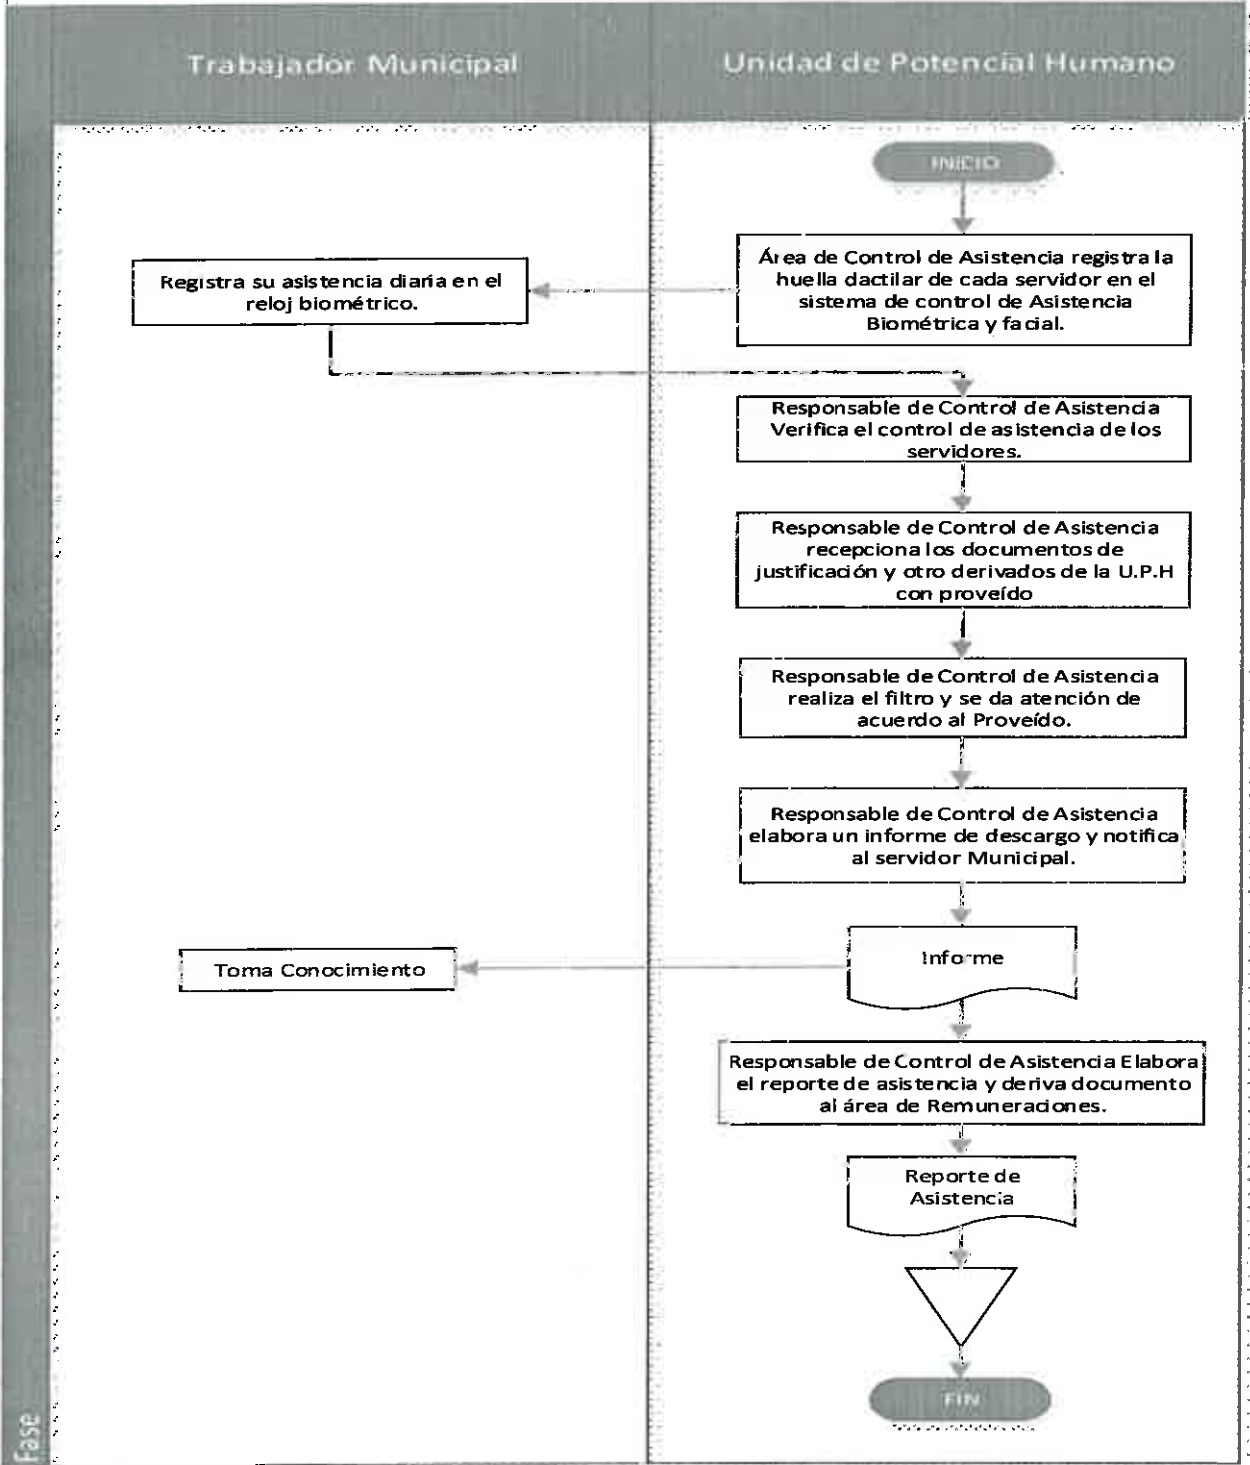 Trabajador Municipal
Unidad de Potencial Humano
INICIO
Área de Control de Asistencia registra la
huella dactilar de cada servidor en el
sistema de control de Asistencia
Biométrica y facial.
Registra su asistencia diaria en el
reloj biométrico.
Responsable de Control de Asistencia
Verifica el control de asistencia de los
servidores.
Responsable de Control de Asistencia
recepciona los documentos de
justificación y otro derivados de la U.P.H
con proveído
Responsable de Control de Asistencia
realiza el filtro y se da atención de
acuerdo al Proveído.
Responsable de Control de Asistencia
elabora un informe de descargo y notifica
al servidor Municipal.
Informe
Toma Conocimiento
Responsable de Control de Asistencia Elabora
el reporte de asistencia y deriva documento
al área de Remuneraciones.
Reporte de
Asistencia
FIN
Fase